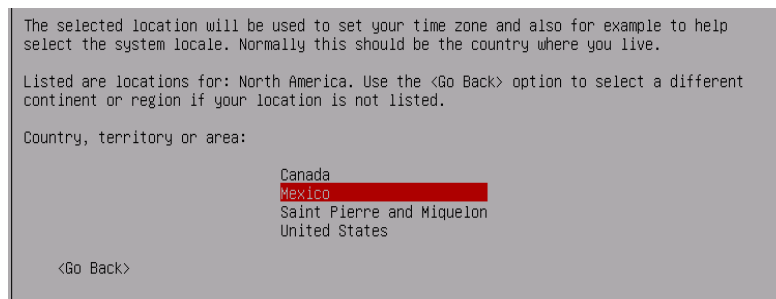 The selected location will be used to set your time zone and also for example to help
select the system locale. Normally this should be the country where you live.
Listed are locations for: North America. Use the <Go Back> option to select a different
continent or region if your location is not listed.
Country, territory or area:
Canada
Mexico
Saint Pierre and Miquelon
United States
<Go Back>